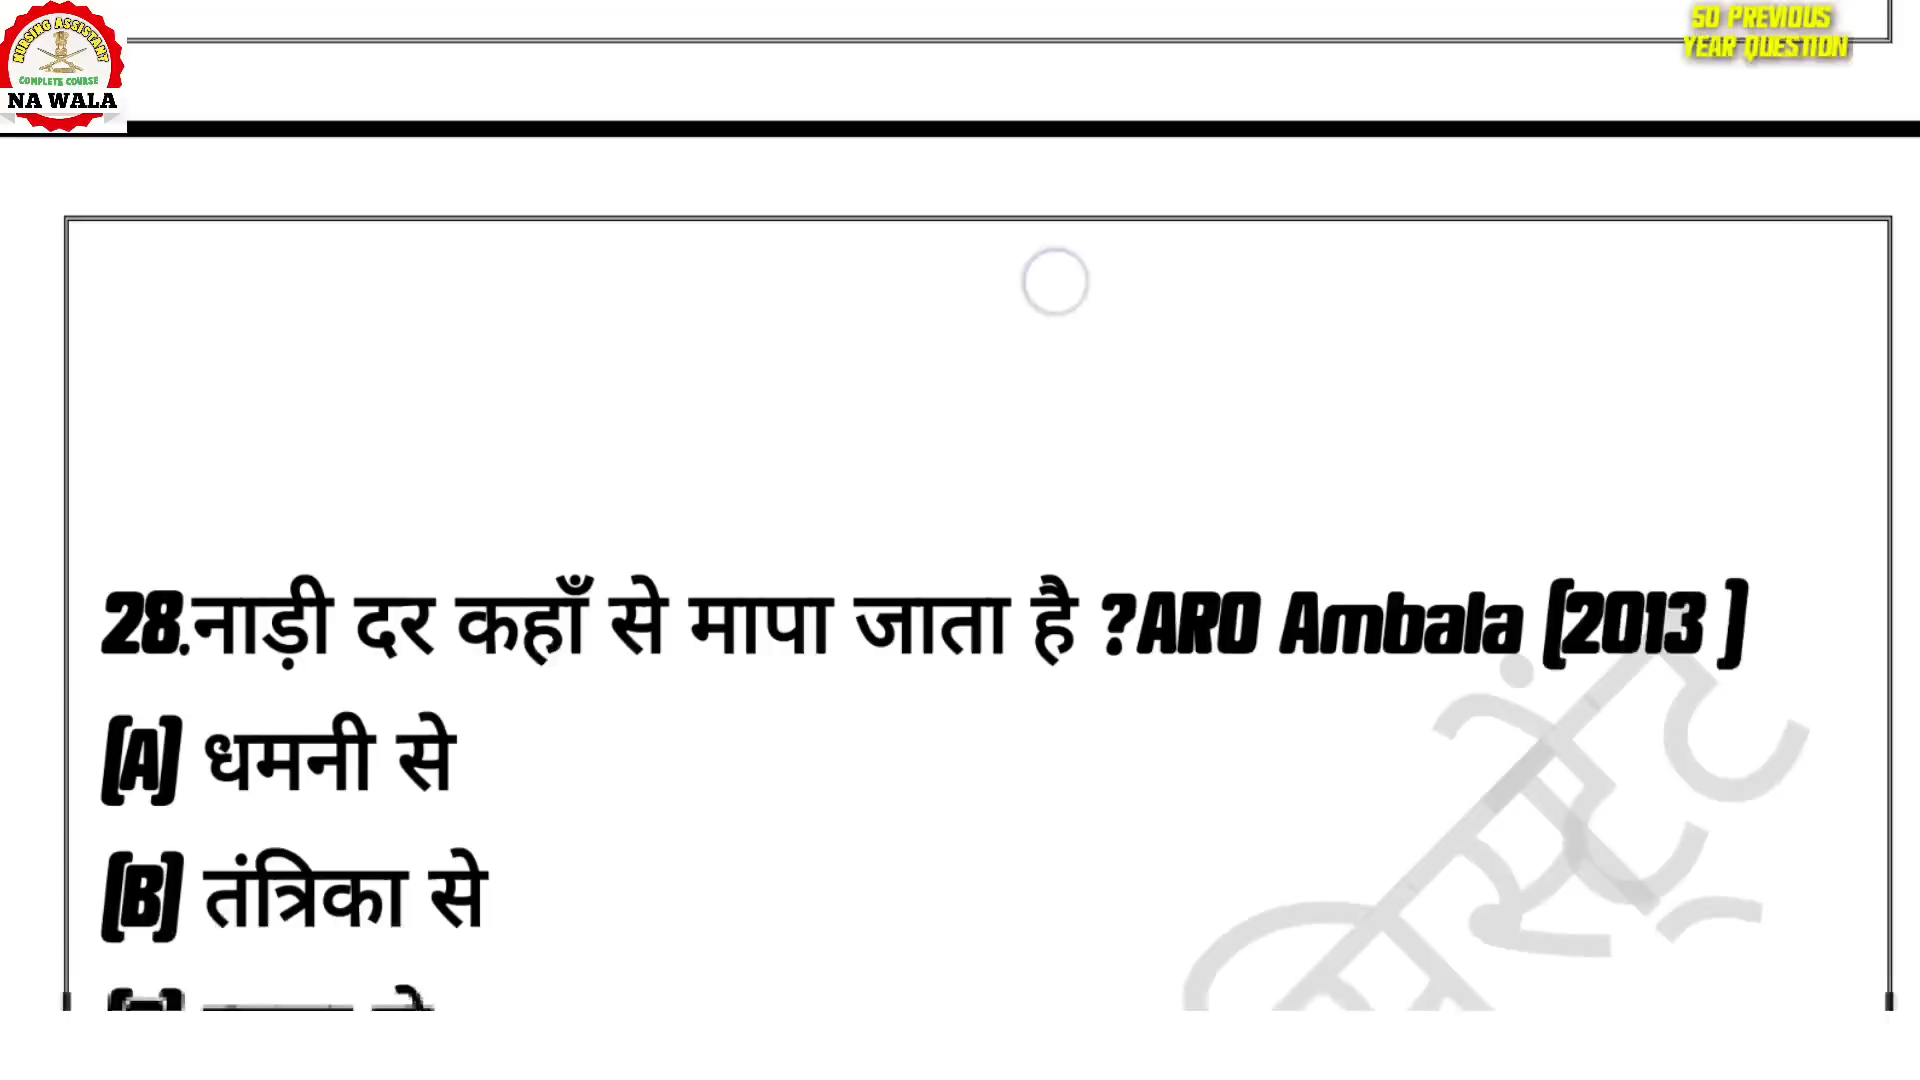 NURSING ASSISTANT
COMPLETE COURSE
NA WALA
50 PREVIOUS
YEAR QUESTION
28.नाड़ी दर कहाँ से मापा जाता है ?ARO Ambala (2013 )
(A) धमनी से
(B) तंत्रिका से